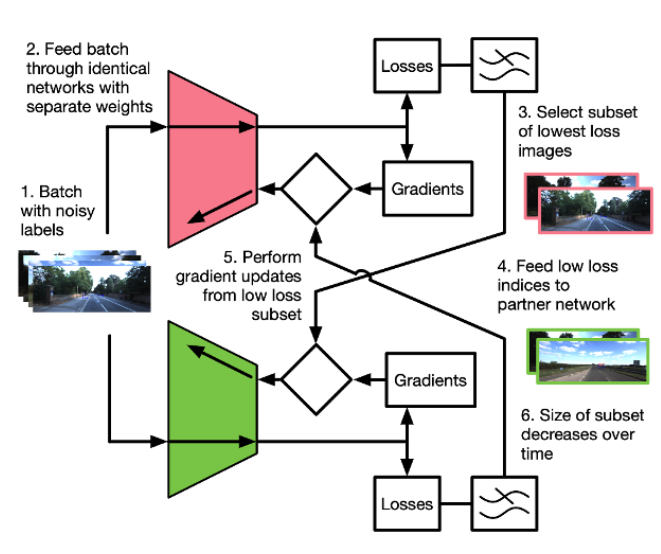 2. Feed batch
through identical
networks with
separate weights
Losses
3. Select subset
of lowest loss
images
1. Batch
with noisy
labels
Gradients
5. Perform
gradient updates
from low loss
subset
4. Feed low loss
indices to
partner network
Gradients
6. Size of subset
decreases over
time
Losses